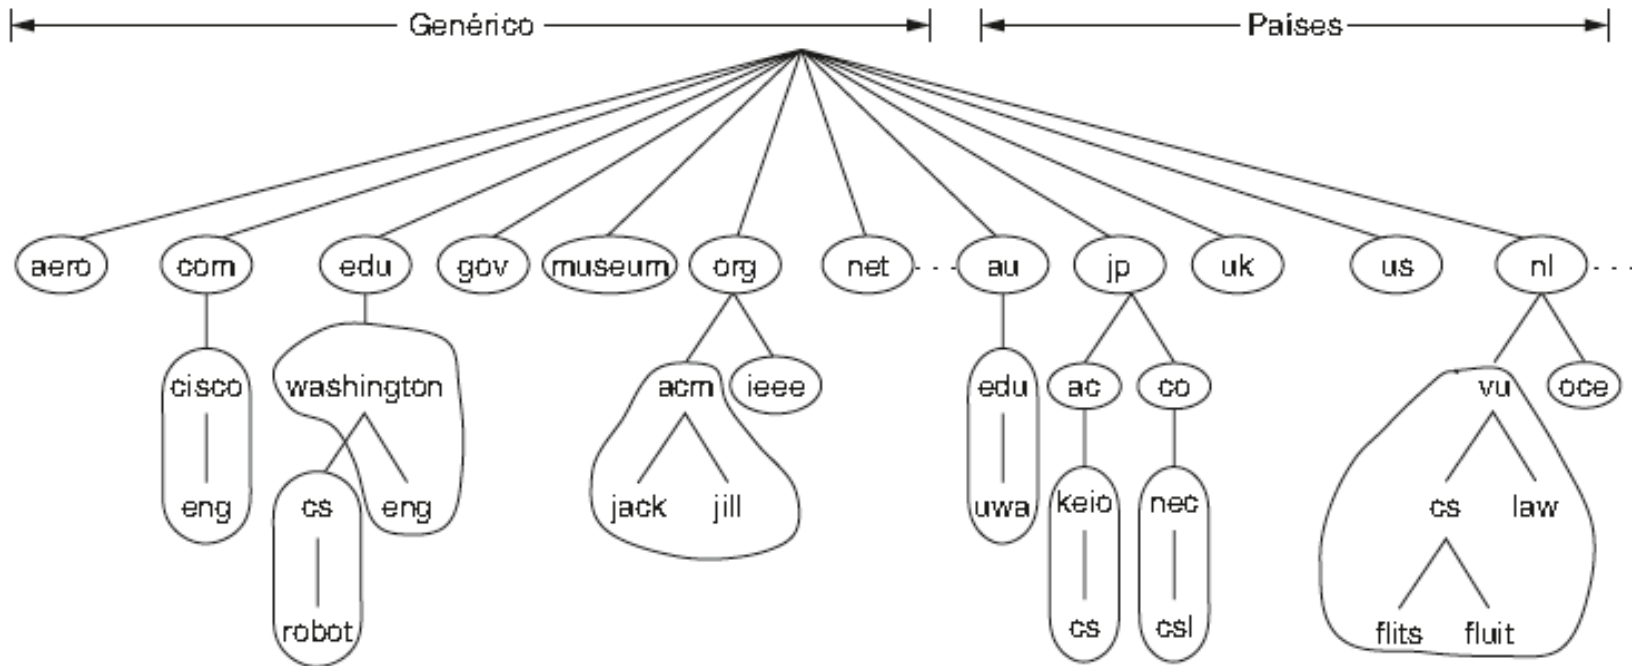 Genérico Países
aero com edu gov museum org net au jp uk us nl
cisco washington acm ieee edu ac co vu oce
eng cs eng jack jill uwa keio nec cs law
robot cs csl flits fluit